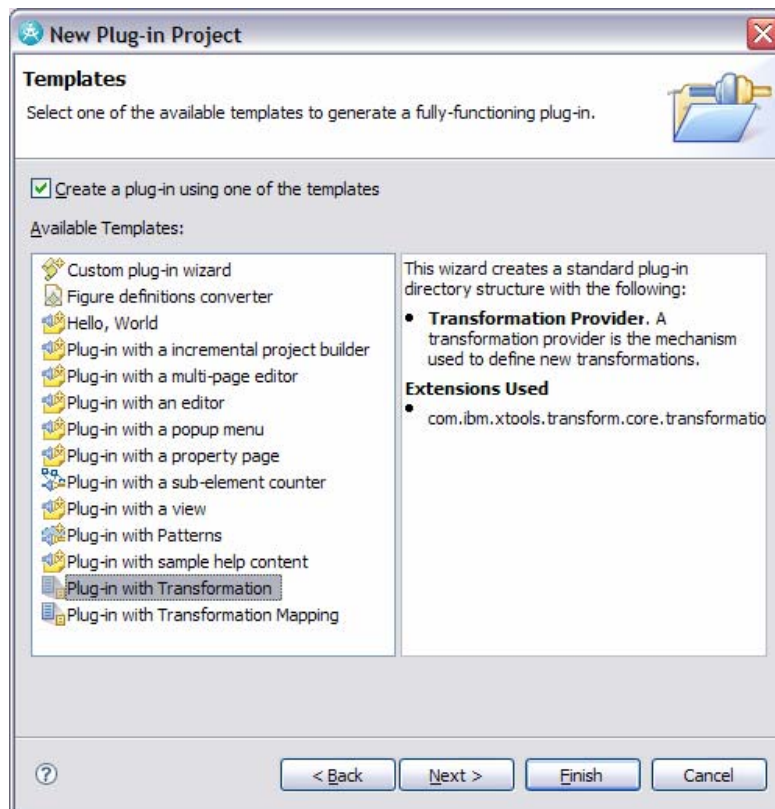 New Plug-in Project
Templates
Select one of the available templates to generate a fully-functioning plug-in.
Create a plug-in using one of the templates
Available Templates:
Custom plug-in wizard
Figure definitions converter
Hello, World
Plug-in with a incremental project builder
Plug-in with a multi-page editor
Plug-in with an editor
Plug-in with a popup menu
Plug-in with a property page
Plug-in with a sub-element counter
Plug-in with a view
Plug-in with Patterns
Plug-in with sample help content
Plug-in with Transformation
Plug-in with Transformation Mapping
This wizard creates a standard plug-in
directory structure with the following:
• Transformation Provider. A
transformation provider is the mechanism
used to define new transformations.
Extensions Used
• com.ibm.xtools.transform.core.transformatio
?
< Back
Next >
Finish
Cancel